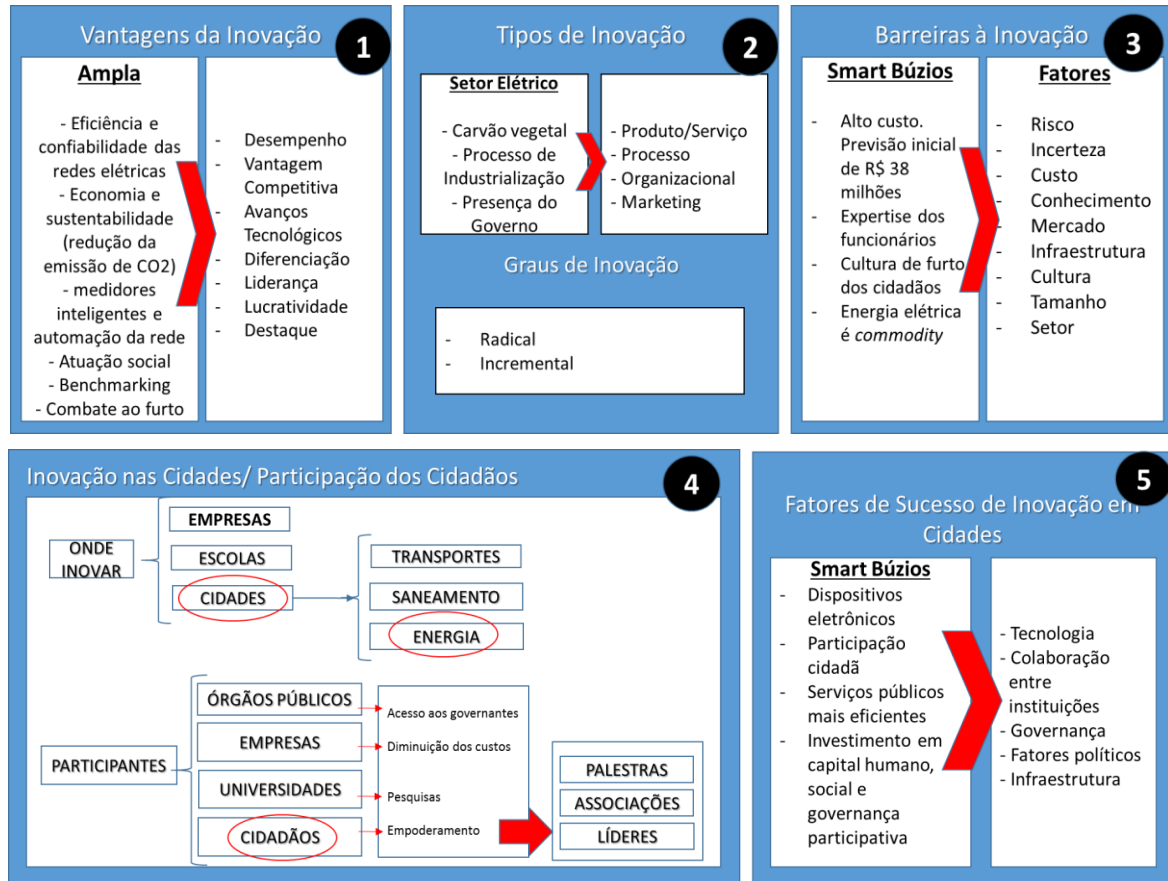 Vantagens da Inovação
1
Ampla
- Eficiência e
confiabilidade das
redes elétricas
- Economia e
sustentabilidade
(redução da
emissão de CO2)
- medidores
inteligentes e
automação da rede
- Atuação social
- Benchmarking
- Combate ao furto
- Desempenho
- Vantagem
Competitiva
- Avanços
Tecnológicos
- Diferenciação
- Liderança
- Lucratividade
- Destaque
Tipos de Inovação
2
Setor Elétrico
- Carvão vegetal
- Processo de
Industrialização
- Presença do
Governo
- Produto/Serviço
- Processo
- Organizacional
- Marketing
Graus de Inovação
- Radical
- Incremental
Barreiras à Inovação
3
Smart Búzios
- Alto custo.
Previsão inicial
de R$ 38
milhões
- Expertise dos
funcionários
- Cultura de furto
dos cidadãos
- Energia elétrica
é commodity
Fatores
- Risco
- Incerteza
- Custo
- Conhecimento
- Mercado
- Infraestrutura
- Cultura
- Tamanho
- Setor
Inovação nas Cidades/ Participação dos Cidadãos
4
ONDE
INOVAR
EMPRESAS
ESCOLAS
CIDADES
TRANSPORTES
SANEAMENTO
ENERGIA
PARTICIPANTES
ÓRGÃOS PÚBLICOS
EMPRESAS
UNIVERSIDADES
CIDADÃOS
Acesso aos governantes
Diminuição dos custos
Pesquisas
Empoderamento
PALESTRAS
ASSOCIAÇÕES
LÍDERES
5
Fatores de Sucesso de Inovação em
Cidades
Smart Búzios
- Dispositivos
eletrônicos
- Participação
cidadã
- Serviços públicos
mais eficientes
- Investimento em
capital humano,
social e
governança
participativa
- Tecnologia
- Colaboração
entre
instituições
- Governança
- Fatores políticos
- Infraestrutura